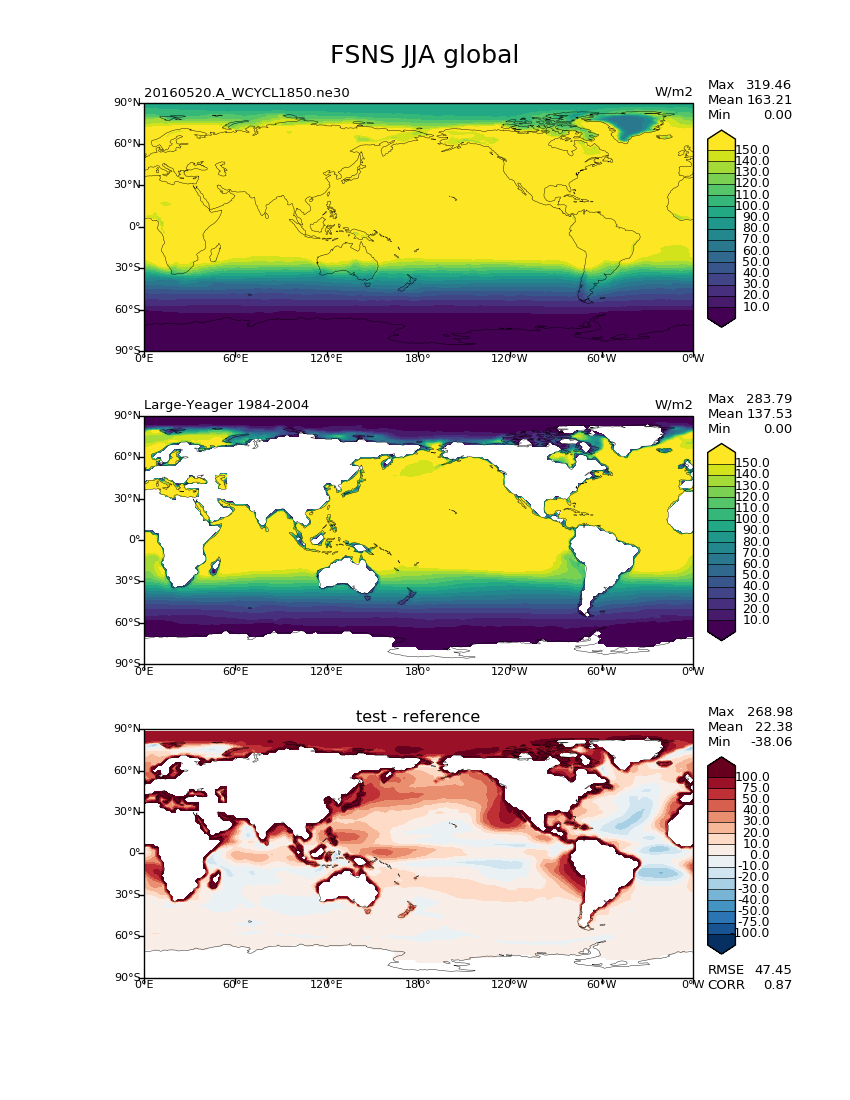 FSNS JJA global
20160520.A_WCYCL1850.ne30
W/m2
Max 319.46
Mean 163.21
Min 0.00
90°N
60°N
30°N
0°
30°S
60°S
90°S
0°E 60°E 120°E 180° 120°W 60°W 0°W
150.0
140.0
130.0
120.0
110.0
100.0
90.0
80.0
70.0
60.0
50.0
40.0
30.0
20.0
10.0
Large-Yeager 1984-2004
W/m2
Max 283.79
Mean 137.53
Min 0.00
90°N
60°N
30°N
0°
30°S
60°S
90°S
0°E 60°E 120°E 180° 120°W 60°W 0°W
150.0
140.0
130.0
120.0
110.0
100.0
90.0
80.0
70.0
60.0
50.0
40.0
30.0
20.0
10.0
test - reference
Max 268.98
Mean 22.38
Min -38.06
90°N
60°N
30°N
0°
30°S
60°S
90°S
0°E 60°E 120°E 180° 120°W 60°W 0°W
100.0
75.0
50.0
40.0
30.0
20.0
10.0
0.0
-10.0
-20.0
-30.0
-40.0
-50.0
-75.0
-100.0
RMSE 47.45
CORR 0.87